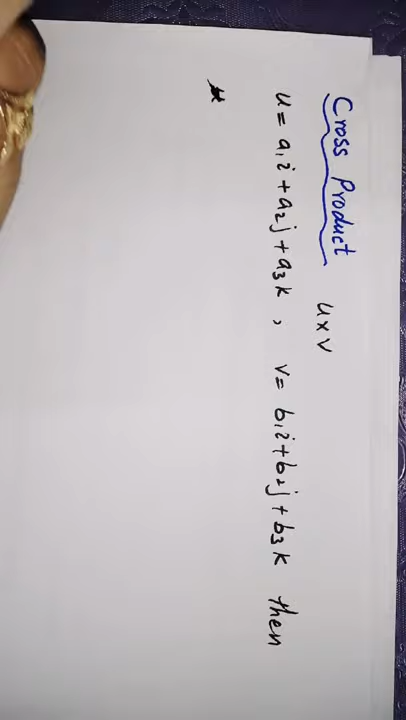 Cross Product u×v
u = a₁i + a₂j + a₃k , v = b₁i + b₂j + b₃k then